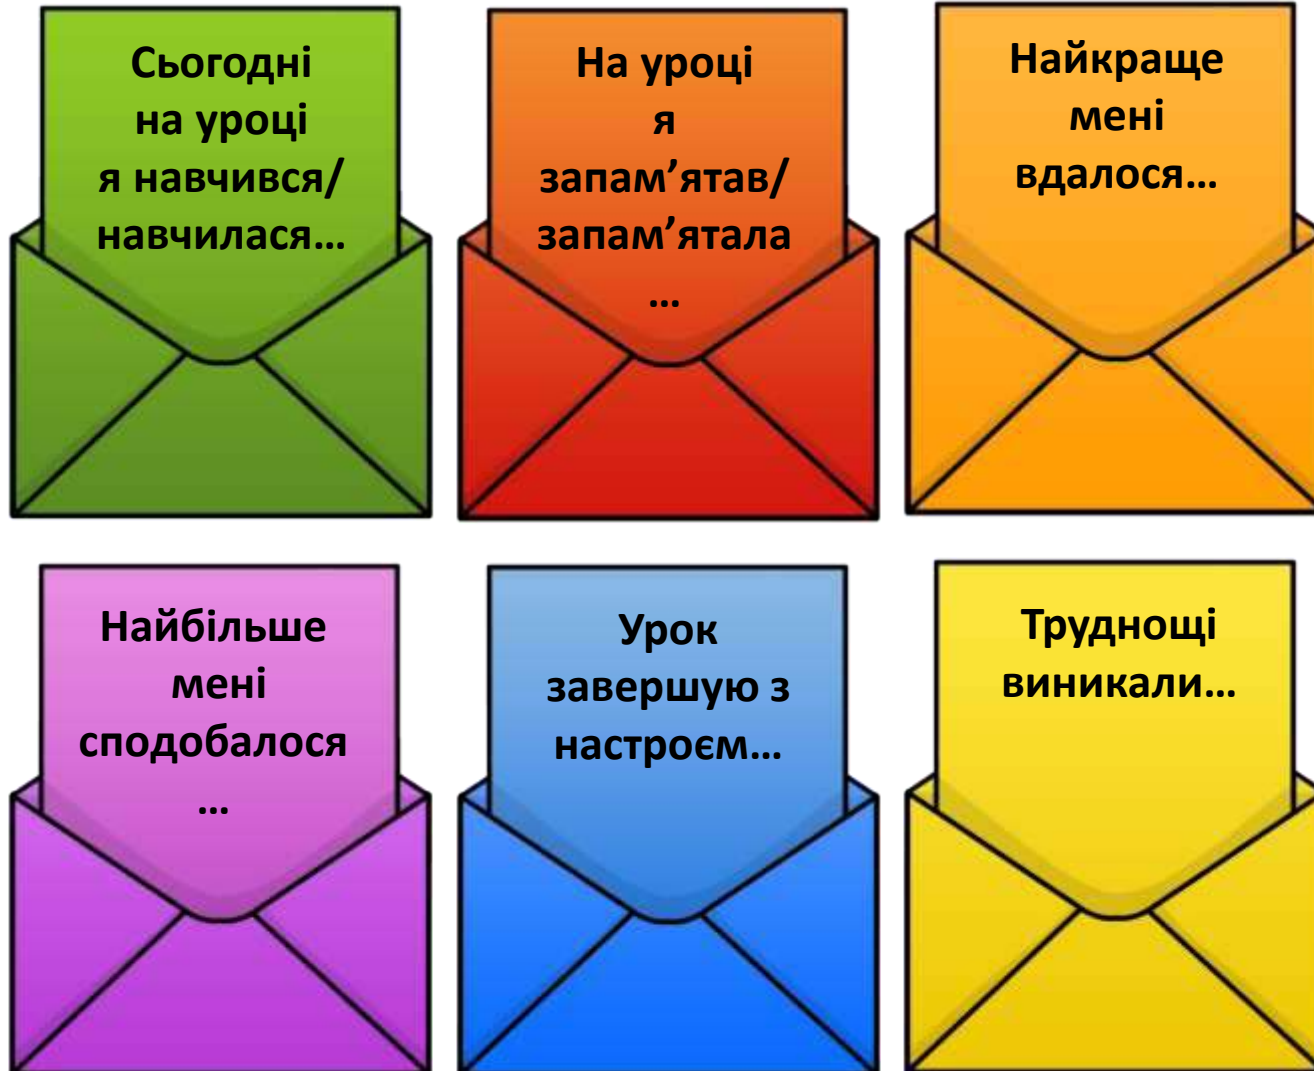 Сьогодні
на уроці
я навчився/
навчилася…
На уроці
я
запам’ятав/
запам’ятала
…
Найкраще
мені
вдалося…
Найбільше
мені
сподобалося
…
Урок
завершую з
настроєм…
Труднощі
виникали…